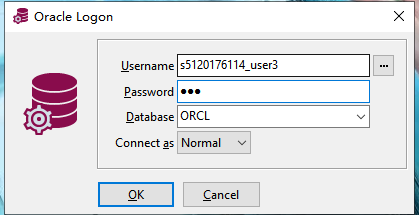 Oracle Logon
Username s5120176114_user3 ...
Password ●●●
Database ORCL
Connect as Normal
OK Cancel